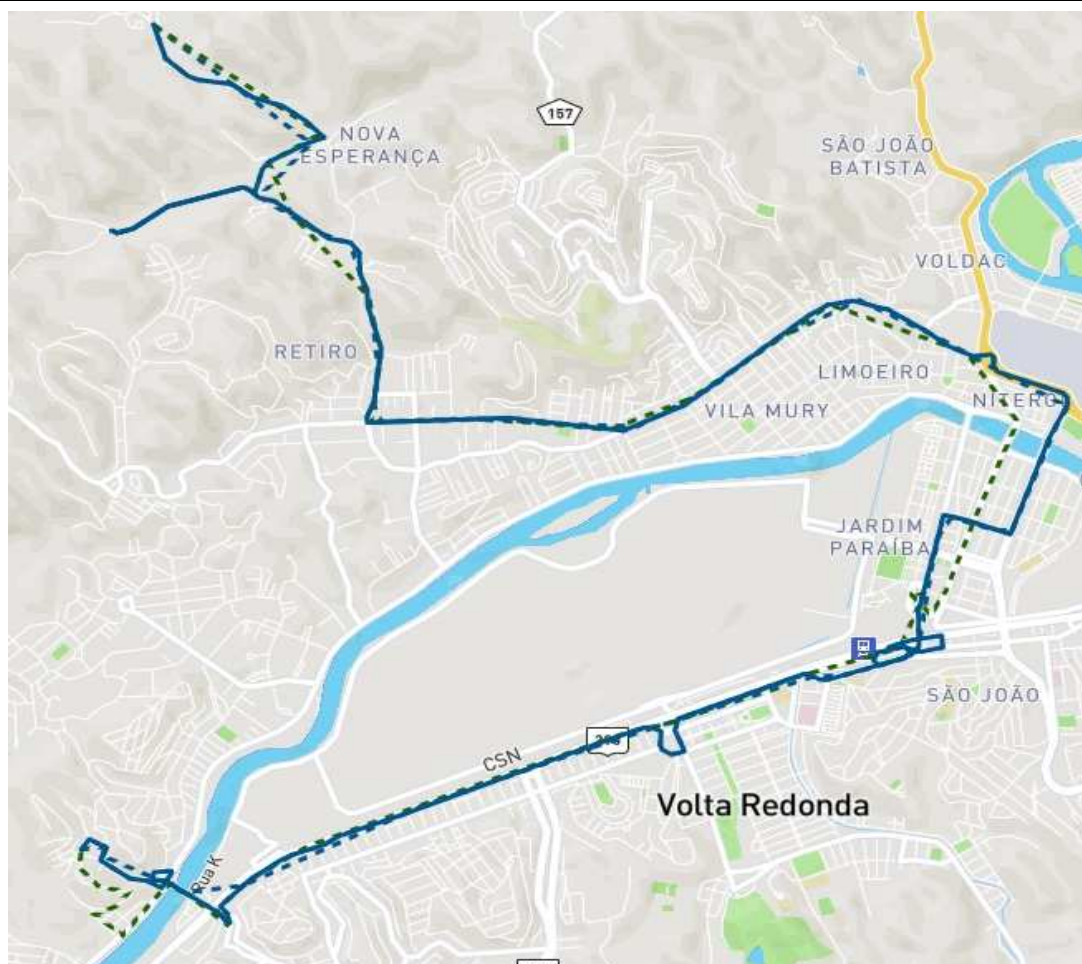 157
NOVA
ESPERANÇA
SÃO JOÃO
BATISTA
VOLDAC
RETIRO
LIMOEIRO
VILA MURY
JARDIM
PARAÍBA
SÃO JOÃO
CSN
Volta Redonda
Rua K